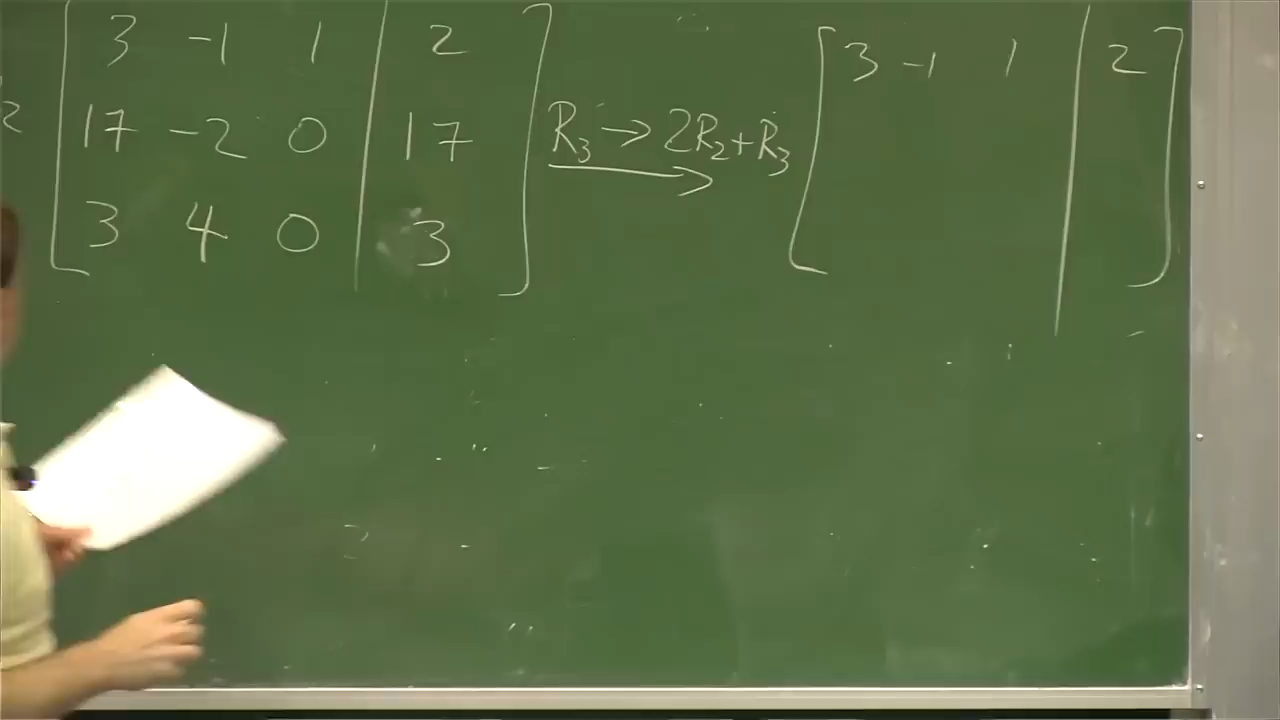 3 -1 1 | 2 3 -1 1 | 2
2 17 -2 0 | 17 R₃ → 2R₂+R₃
3 4 0 | 3